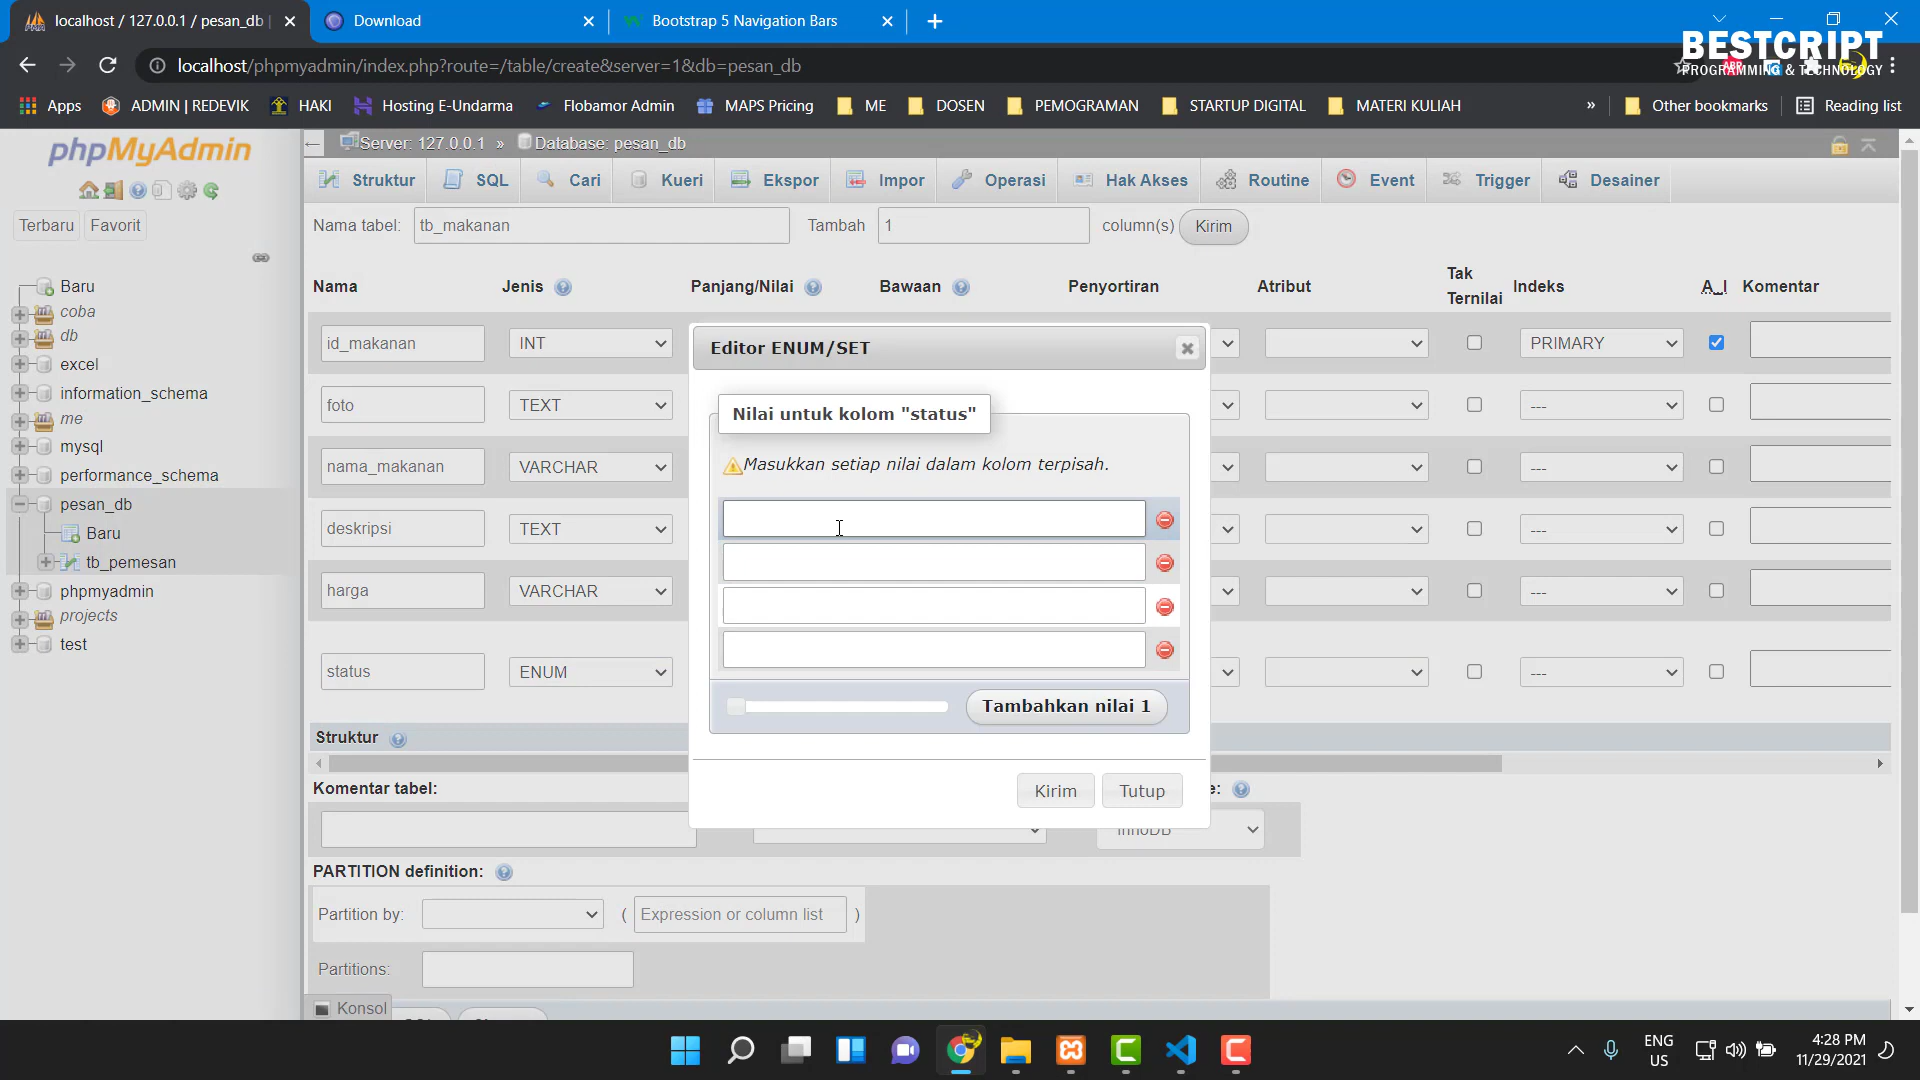 localhost / 127.0.0.1 / pesan_db
Download
Bootstrap 5 Navigation Bars
BESTCRIPT
PROGRAMMING & TECHNOLOGY
localhost/phpmyadmin/index.php?route=/table/create&server=1&db=pesan_db
Apps
ADMIN | REDEVIK
HAKI
Hosting E-Undarma
Flobamor Admin
MAPS Pricing
ME
DOSEN
PEMOGRAMAN
STARTUP DIGITAL
MATERI KULIAH
»
Other bookmarks
Reading list
phpMyAdmin
Server: 127.0.0.1 » Database: pesan_db
Struktur
SQL
Cari
Kueri
Ekspor
Impor
Operasi
Hak Akses
Routine
Event
Trigger
Desainer
Terbaru
Favorit
Nama tabel: tb_makanan Tambah 1 column(s) Kirim
Baru
coba
db
excel
information_schema
me
mysql
performance_schema
pesan_db
Baru
tb_pemesan
phpmyadmin
projects
test
Nama Jenis Panjang/Nilai Bawaan Penyortiran Atribut Tak Ternilai Indeks A_I Komentar
id_makanan INT PRIMARY
foto TEXT ---
nama_makanan VARCHAR ---
deskripsi TEXT ---
harga VARCHAR ---
status ENUM ---
Editor ENUM/SET
Nilai untuk kolom "status"
Masukkan setiap nilai dalam kolom terpisah.
Tambahkan nilai 1
Kirim
Tutup
Struktur
Komentar tabel:
e:
InnoDB
PARTITION definition:
Partition by: ( Expression or column list )
Partitions:
Konsol
ENG
US
4:28 PM
11/29/2021